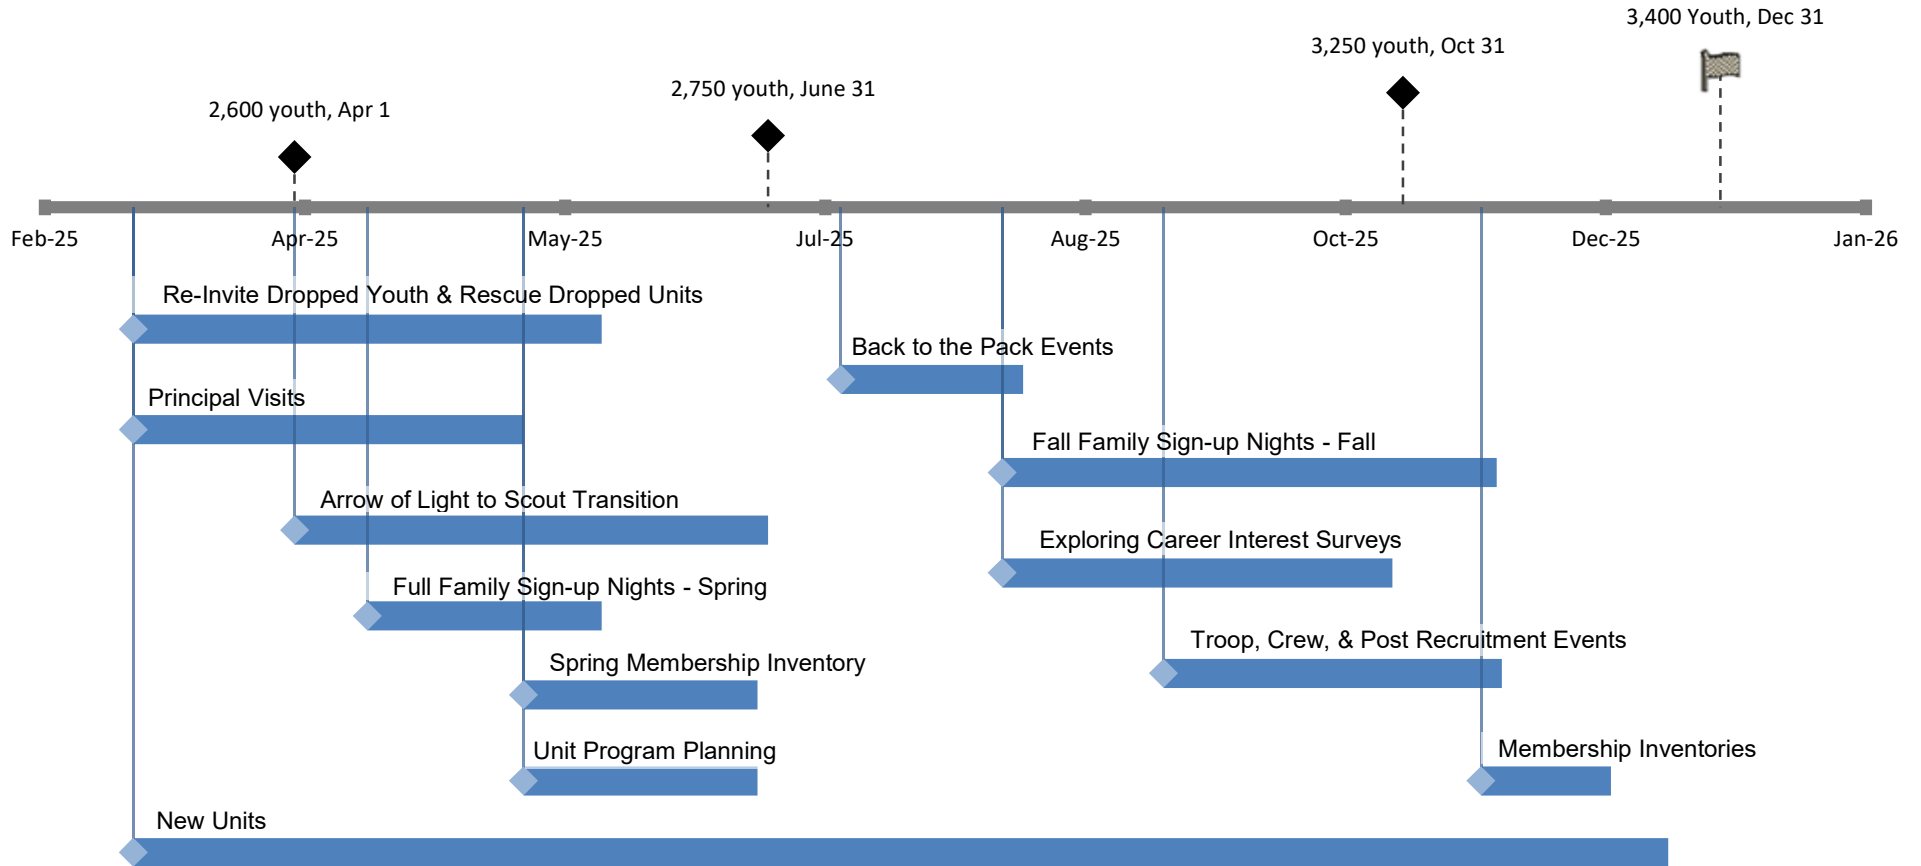 3,400 Youth, Dec 31
3,250 youth, Oct 31
2,750 youth, June 31
2,600 youth, Apr 1
Feb-25
Apr-25
May-25
Jul-25
Aug-25
Oct-25
Dec-25
Jan-26
Re-Invite Dropped Youth & Rescue Dropped Units
Back to the Pack Events
Principal Visits
Fall Family Sign-up Nights - Fall
Arrow of Light to Scout Transition
Exploring Career Interest Surveys
Full Family Sign-up Nights - Spring
Troop, Crew, & Post Recruitment Events
Spring Membership Inventory
Unit Program Planning
Membership Inventories
New Units